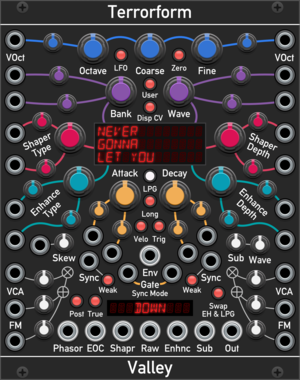 Terrorform
VOct
Octave
LFO
Coarse
Zero
Fine
VOct
User
Bank
Disp CV
Wave
Shaper
Type
NEVER
GONNA
LET YOU
Shaper
Depth
Attack
LPG
Decay
Enhance
Type
Long
Enhance
Depth
Velo Trig
Skew
Sub Wave
Sync
Env
Sync
VCA
Weak
Gate
Weak
VCA
Sync Mode
FM
Post True
DOWN
Swap
EH & LPG
FM
Phasor EOC Shapr Raw Enhnc Sub Out
Valley